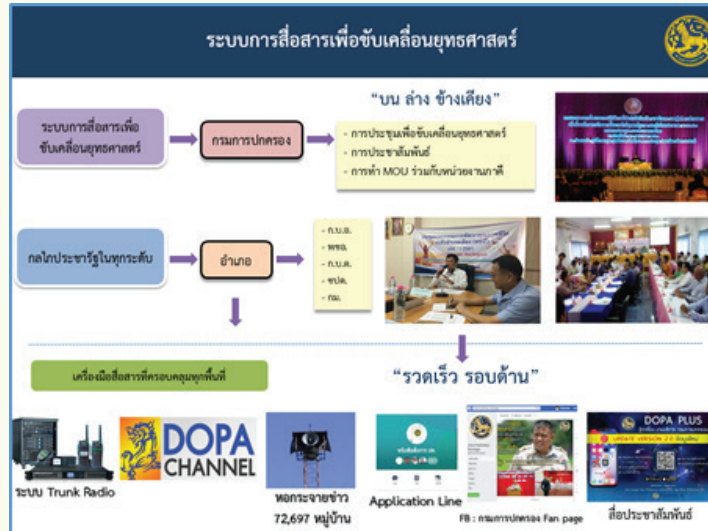 ระบบการสื่อสารเพื่อขับเคลื่อนยุทธศาสตร์
“บน ล่าง ข้างเคียง”
ระบบการสื่อสารเพื่อ
ขับเคลื่อนยุทธศาสตร์
กรมการปกครอง
- การประชุมเพื่อขับเคลื่อนยุทธศาสตร์
- การประชาสัมพันธ์
- การทำ MOU ร่วมกับหน่วยงานภาคี
กลไกประชารัฐในทุกระดับ
อำเภอ
- ก.บ.อ.
- พชอ.
- ก.บ.ต.
- ชปต.
- กม.
เครื่องมือสื่อสารที่ครอบคลุมทุกพื้นที่
“รวดเร็ว รอบด้าน”
DOPA
CHANNEL
DOPA PLUS
UPDATE VERSION 2.0
ระบบ Trunk Radio
หอกระจายข่าว
72,697 หมู่บ้าน
Application Line
FB : กรมการปกครอง Fan page
สื่อประชาสัมพันธ์